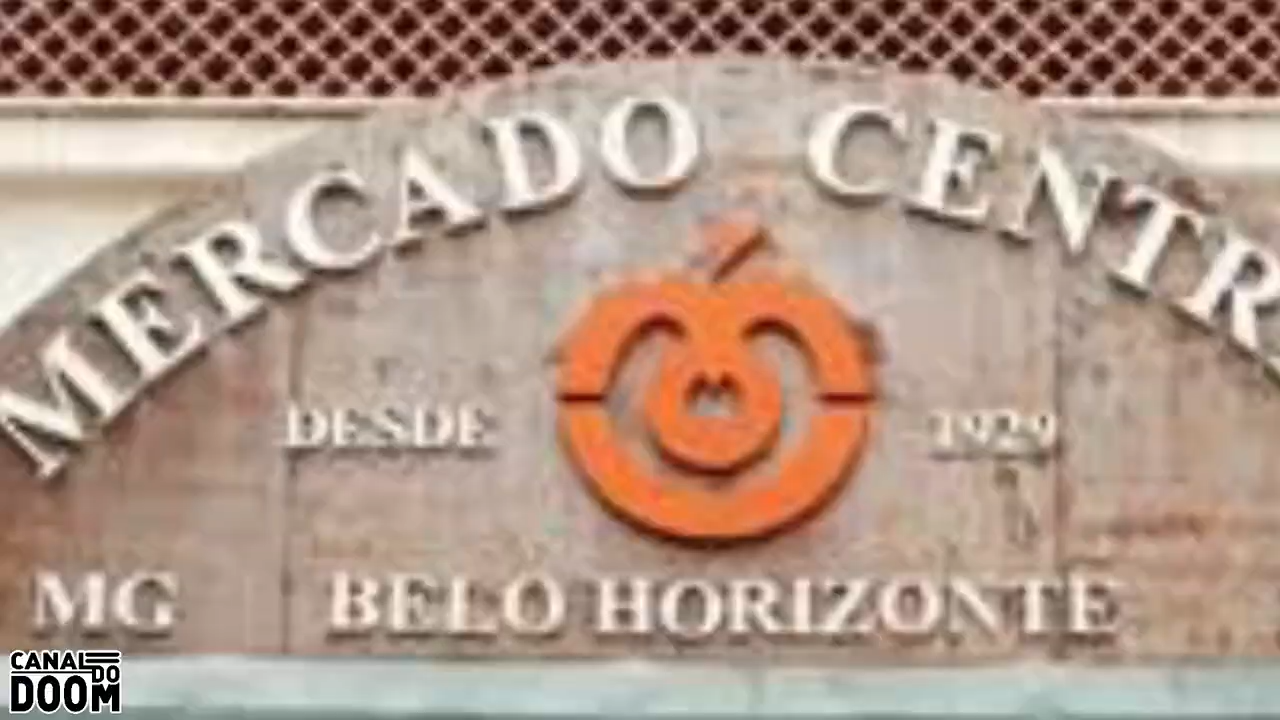 MERCADO CENTR
DESDE 1929
MG BELO HORIZONTE
CANAL DO
DOOM